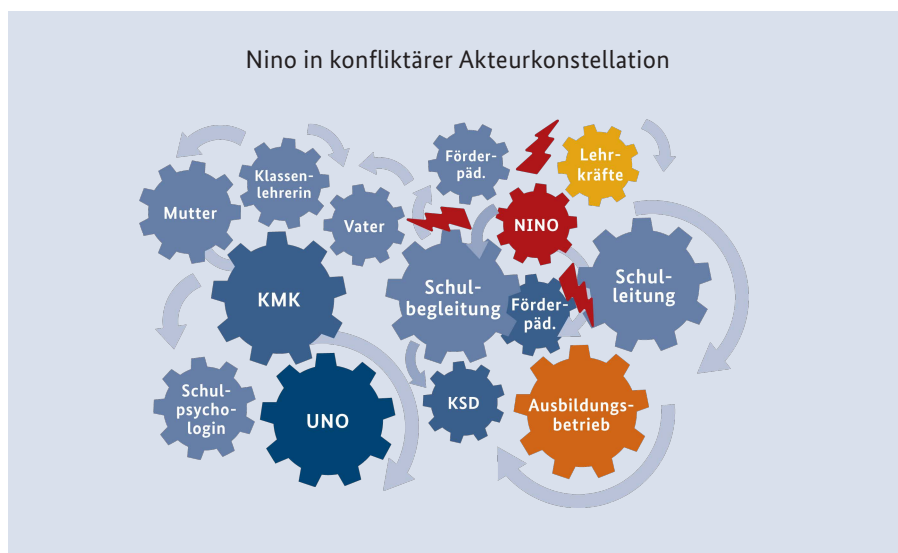 Nino in konfliktärer Akteurkonstellation
Mutter
Klassen-
lehrerin
Vater
Förder-
päd.
Lehr-
kräfte
NINO
KMK
Schul-
begleitung
Förder-
päd.
Schul-
leitung
Schul-
psycho-
login
UNO
KSD
Ausbildungs-
betrieb